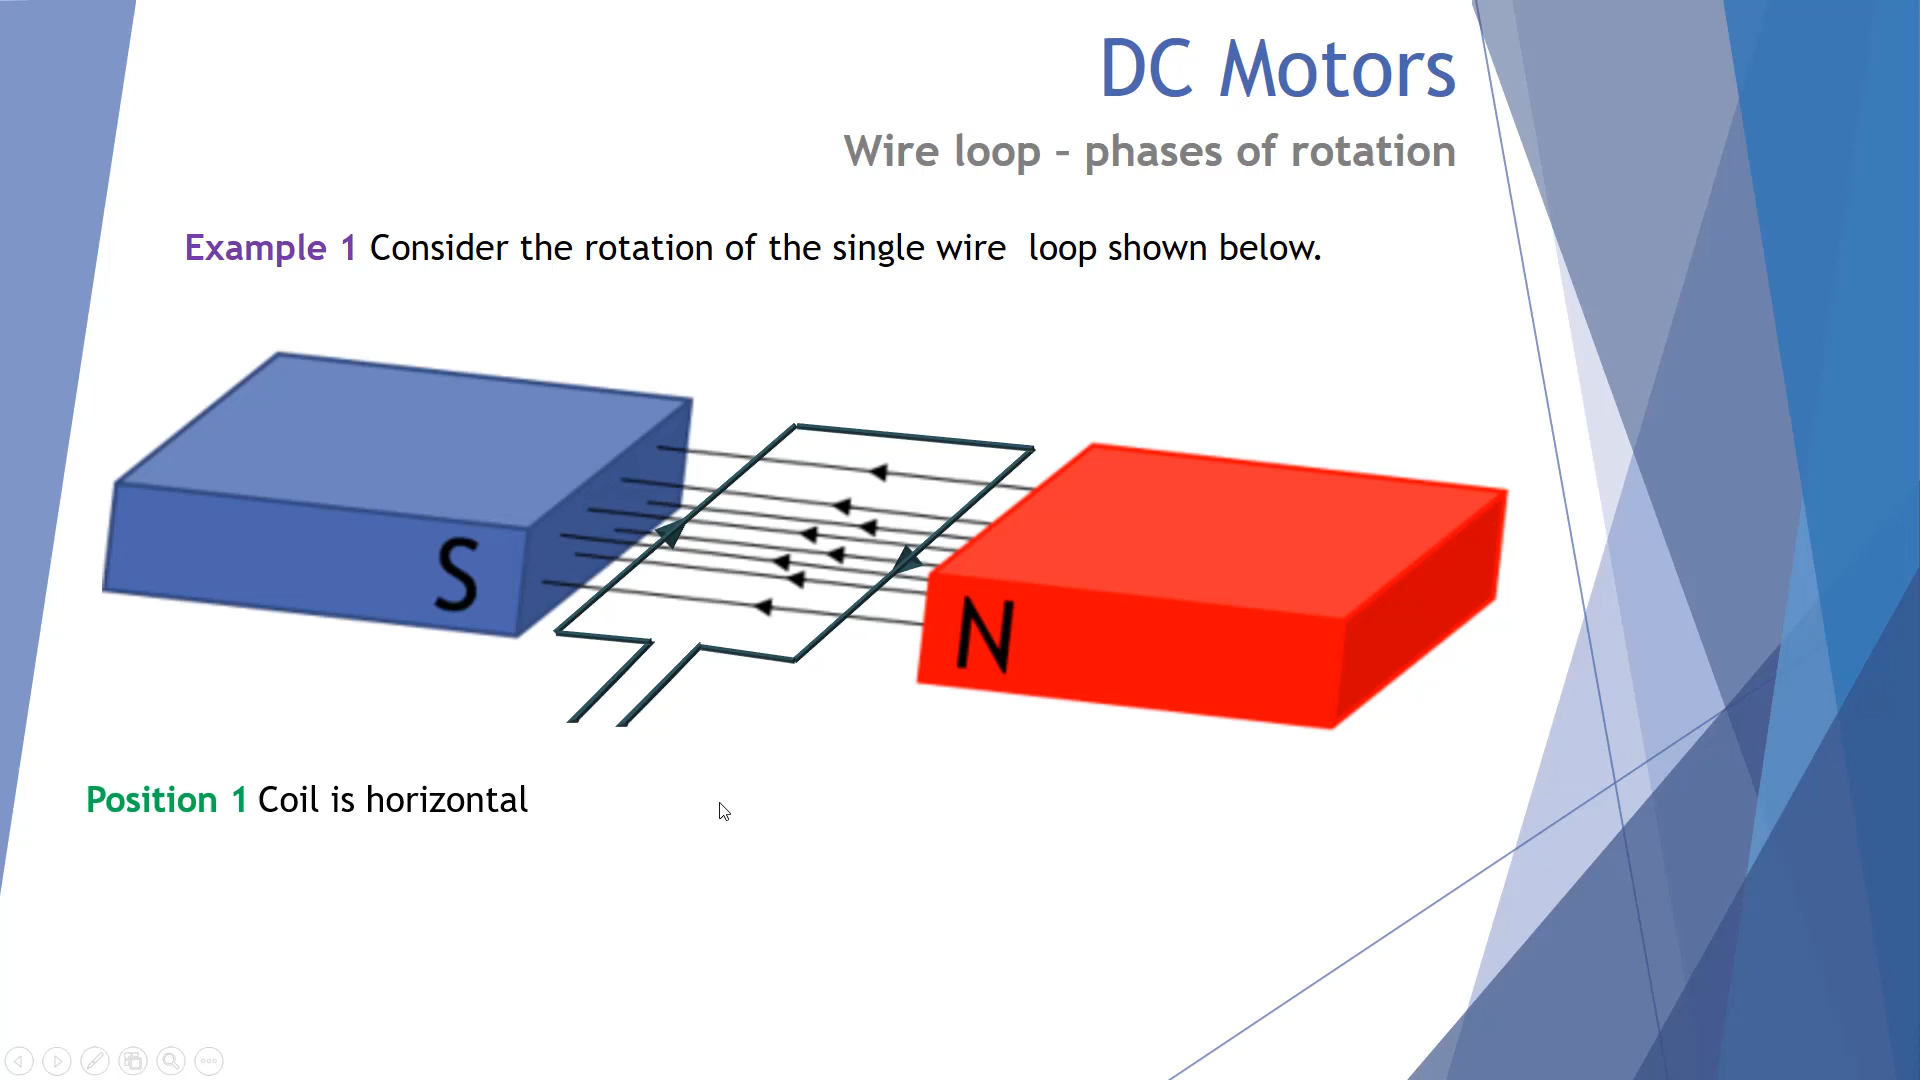 DC Motors
Wire loop – phases of rotation
Example 1 Consider the rotation of the single wire  loop shown below.
S
N
Position 1 Coil is horizontal